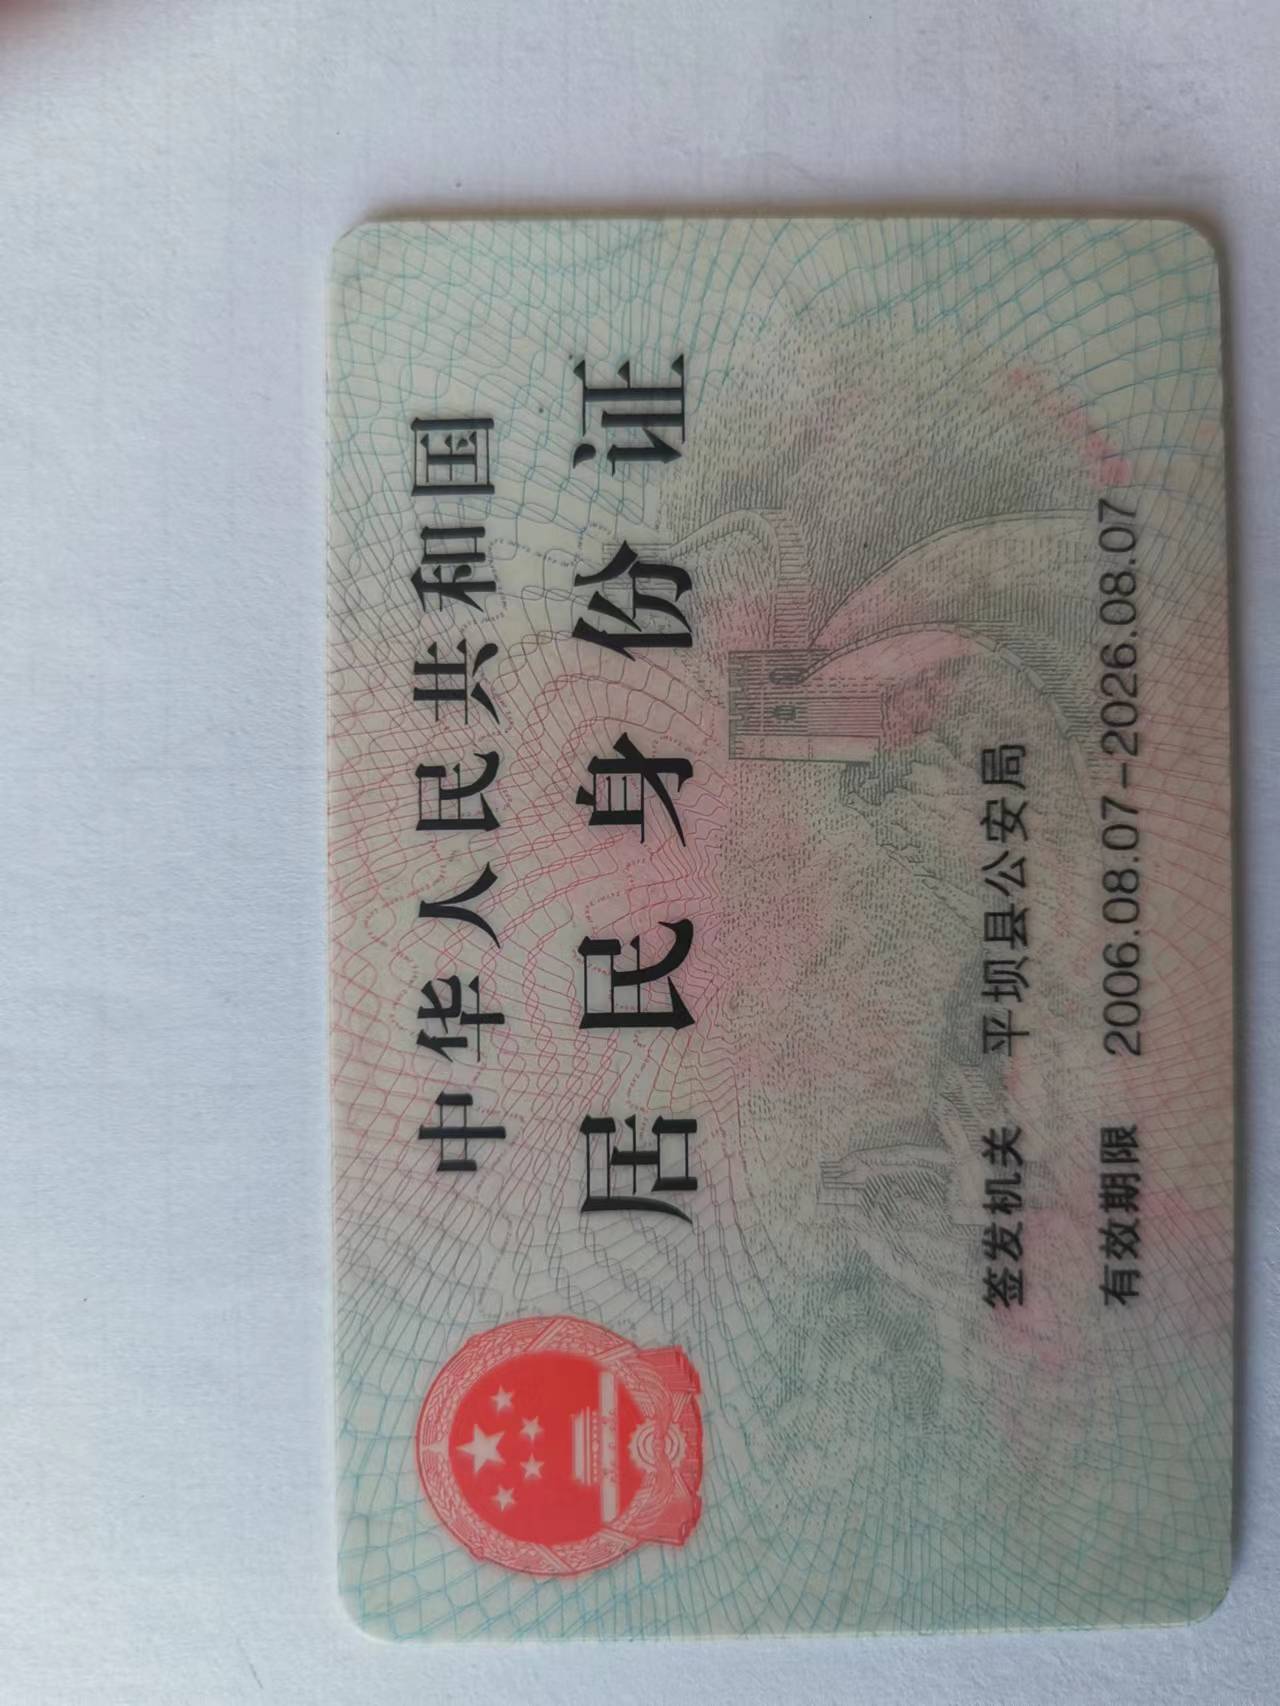 中华人民共和国
居民身份证
签发机关 平坝县公安局
有效期限 2006.08.07-2026.08.07